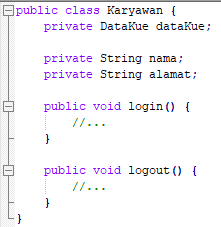 public class Karyawan {
private DataKue dataKue;
private String nama;
private String alamat;
public void login() {
//...
}
public void logout() {
//...
}
}